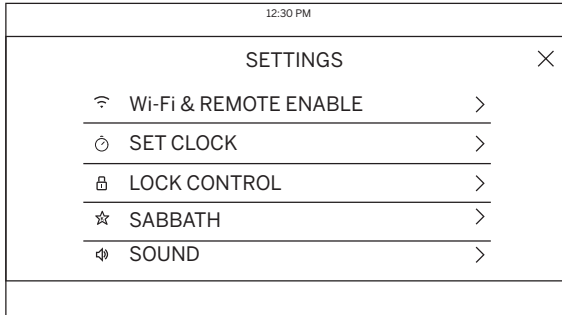 12:30 PM
SETTINGS
Wi-Fi & REMOTE ENABLE
SET CLOCK
LOCK CONTROL
SABBATH
SOUND